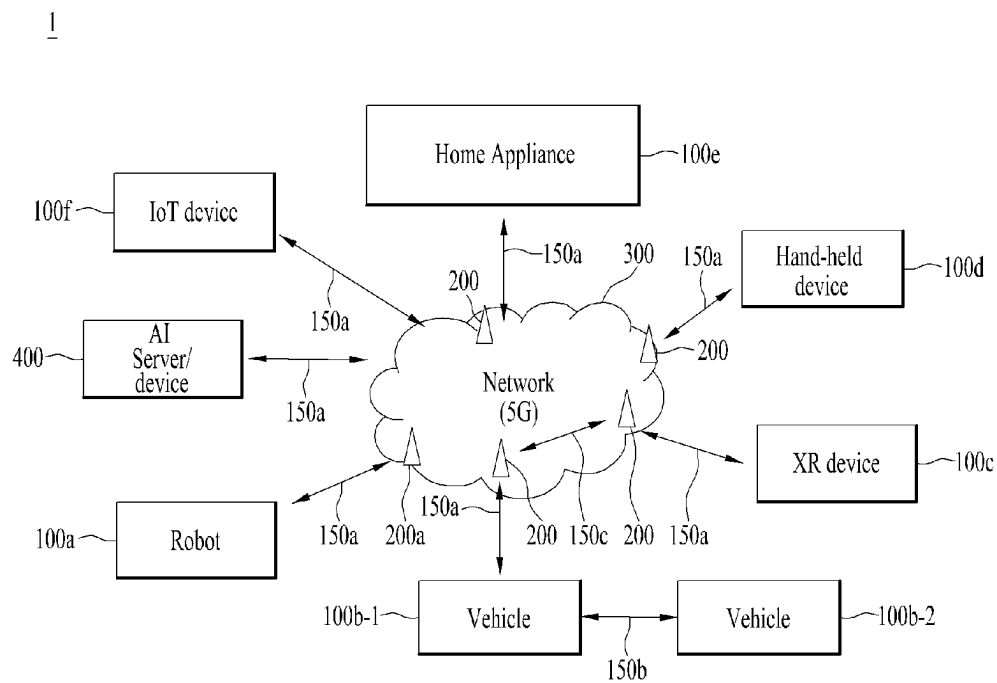 1
Home Appliance
100e
100f
IoT device
150a
300
150a
Hand-held
device
100d
200
150a
AI
Server/
device
400
150a
200
Network
(5G)
XR device
100c
150a
200a
150a
200
150c
200
150a
100a
Robot
100b-1
Vehicle
Vehicle
100b-2
150b